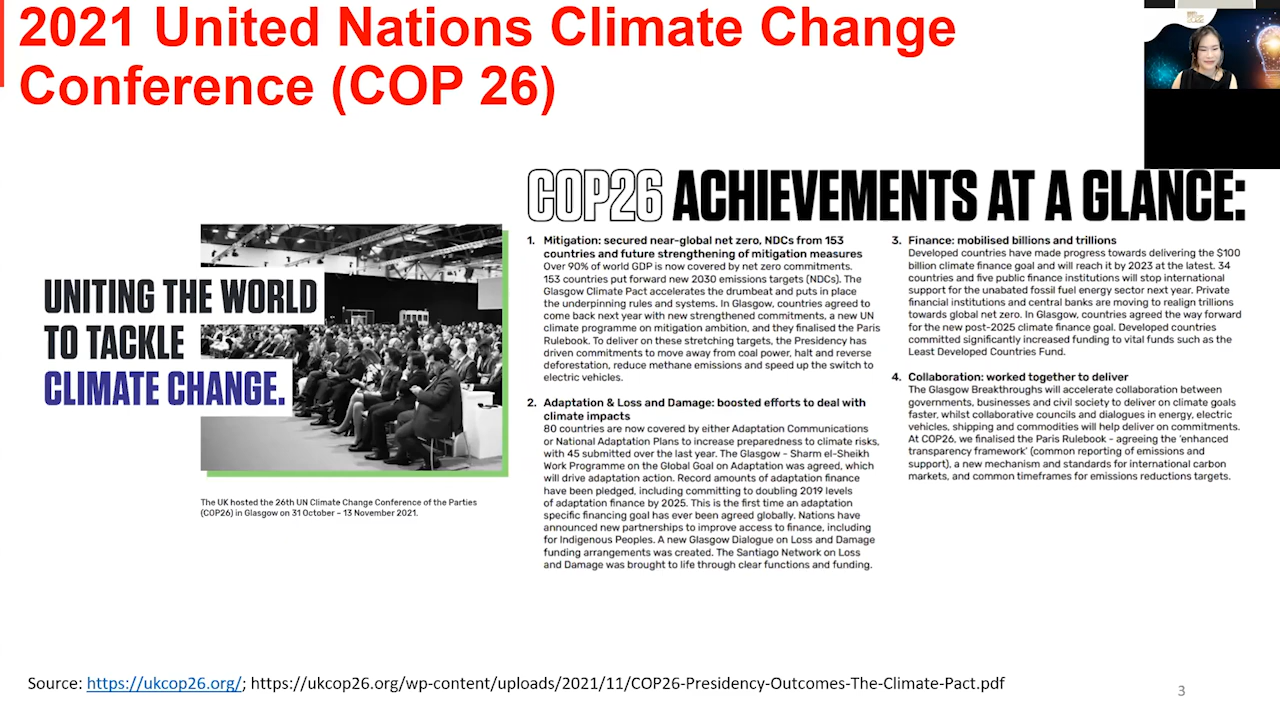 2021 United Nations Climate Change
Conference (COP 26)
UNITING THE WORLD
TO TACKLE
CLIMATE CHANGE.
The UK hosted the 26th UN Climate Change Conference of the Parties
(COP26) in Glasgow on 31 October – 13 November 2021.
COP26 ACHIEVEMENTS AT A GLANCE:
1. Mitigation: secured near-global net zero, NDCs from 153
countries and future strengthening of mitigation measures
Over 90% of world GDP is now covered by net zero commitments.
153 countries put forward new 2030 emissions targets (NDCs). The
Glasgow Climate Pact accelerates the drumbeat and puts in place
the underpinning rules and systems. In Glasgow, countries agreed to
come back next year with new strengthened commitments, a new UN
climate programme on mitigation ambition, and they finalised the Paris
Rulebook. To deliver on these stretching targets, the Presidency has
driven commitments to move away from coal power, halt and reverse
deforestation, reduce methane emissions and speed up the switch to
electric vehicles.
2. Adaptation & Loss and Damage: boosted efforts to deal with
climate impacts
80 countries are now covered by either Adaptation Communications
or National Adaptation Plans to increase preparedness to climate risks,
with 45 submitted over the last year. The Glasgow - Sharm el-Sheikh
Work Programme on the Global Goal on Adaptation was agreed, which
will drive adaptation action. Record amounts of adaptation finance
have been pledged, including committing to doubling 2019 levels
of adaptation finance by 2025. This is the first time an adaptation
specific financing goal has ever been agreed globally. Nations have
announced new partnerships to improve access to finance, including
for Indigenous Peoples. A new Glasgow Dialogue on Loss and Damage
funding arrangements was created. The Santiago Network on Loss
and Damage was brought to life through clear functions and funding.
3. Finance: mobilised billions and trillions
Developed countries have made progress towards delivering the $100
billion climate finance goal and will reach it by 2023 at the latest. 34
countries and five public finance institutions will stop international
support for the unabated fossil fuel energy sector next year. Private
financial institutions and central banks are moving to realign trillions
towards global net zero. In Glasgow, countries agreed the way forward
for the new post-2025 climate finance goal. Developed countries
committed significantly increased funding to vital funds such as the
Least Developed Countries Fund.
4. Collaboration: worked together to deliver
The Glasgow Breakthroughs will accelerate collaboration between
governments, businesses and civil society to deliver on climate goals
faster, whilst collaborative councils and dialogues in energy, electric
vehicles, shipping and commodities will help deliver on commitments.
At COP26, we finalised the Paris Rulebook - agreeing the ‘enhanced
transparency framework’ (common reporting of emissions and
support), a new mechanism and standards for international carbon
markets, and common timeframes for emissions reductions targets.
Source: https://ukcop26.org/; https://ukcop26.org/wp-content/uploads/2021/11/COP26-Presidency-Outcomes-The-Climate-Pact.pdf
3